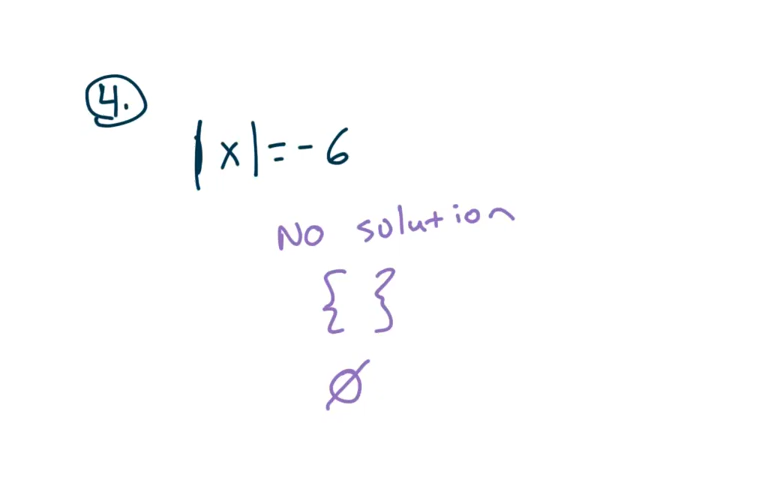 4.
|x|=-6
No solution
{ }
Ø